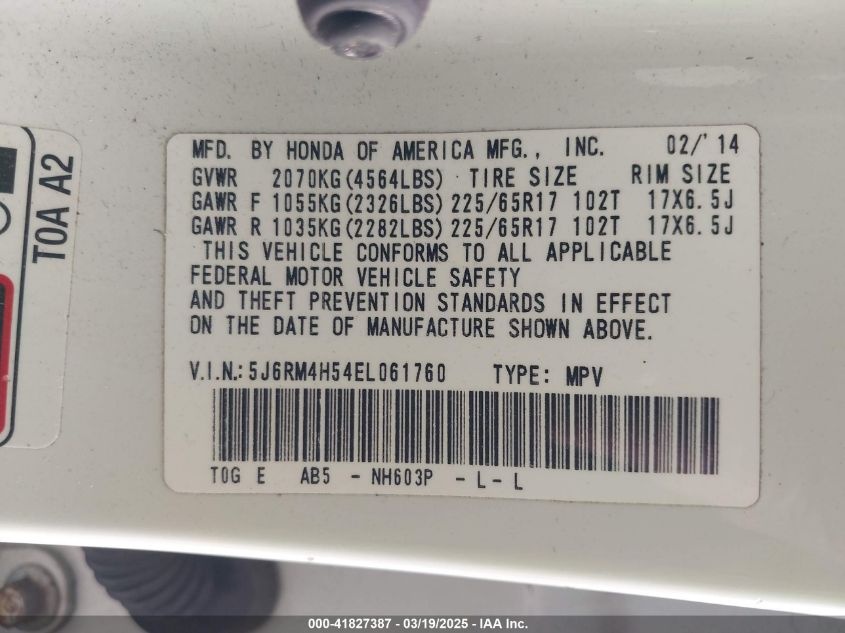 MFD. BY HONDA OF AMERICA MFG., INC. 02/'14
GVWR 2070KG(4564LBS) TIRE SIZE RIM SIZE
GAWR F 1055KG(2326LBS) 225/65R17 102T 17X6.5J
GAWR R 1035KG(2282LBS) 225/65R17 102T 17X6.5J
THIS VEHICLE CONFORMS TO ALL APPLICABLE
FEDERAL MOTOR VEHICLE SAFETY
AND THEFT PREVENTION STANDARDS IN EFFECT
ON THE DATE OF MANUFACTURE SHOWN ABOVE.
V.I.N.: 5J6RM4H54EL061760 TYPE: MPV
TOG E AB5 - NH603P - L - L
T0A A2
000-41827387 - 03/19/2025 - IAA Inc.